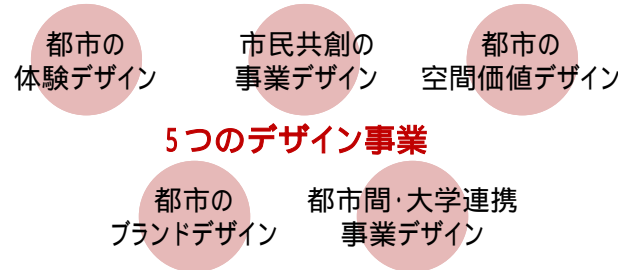 都市の
体験デザイン
市民共創の
事業デザイン
都市の
空間価値デザイン
5つのデザイン事業
都市の
ブランドデザイン
都市間・大学連携
事業デザイン